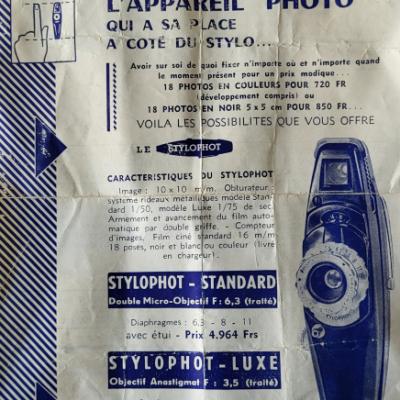 L'APPAREIL PHOTO
QUI A SA PLACE
A COTÉ DU STYLO...
Avoir sur soi de quoi fixer n'importe où et n'importe quand
le moment présent pour un prix modique...
18 PHOTOS EN COULEURS POUR 720 FR
(développement compris) ou
18 PHOTOS EN NOIR 5 x 5 cm POUR 850 FR...
VOILA LES POSSIBILITES QUE VOUS OFFRE
LE STYLOPHOT
CARACTERISTIQUES DU STYLOPHOT
Image : 10 x 10 m/m. Obturateur :
système rideaux métalliques modèle Stan-
dard 1/50, modèle Luxe 1/75 de sec.
Armement et avancement du film auto-
matique par double griffe. - Compteur
d'images. Film ciné standard 16 m/m
18 poses, noir et blanc ou couleur (livré
en chargeur).
STYLOPHOT - STANDARD
Double Micro-Objectif F : 6,3 (traité)
Diaphragmes : 6,3 - 8 - 11
avec étui - Prix 4.964 Frs
STYLOPHOT - LUXE
Objectif Anastigmat F : 3,5 (traité)